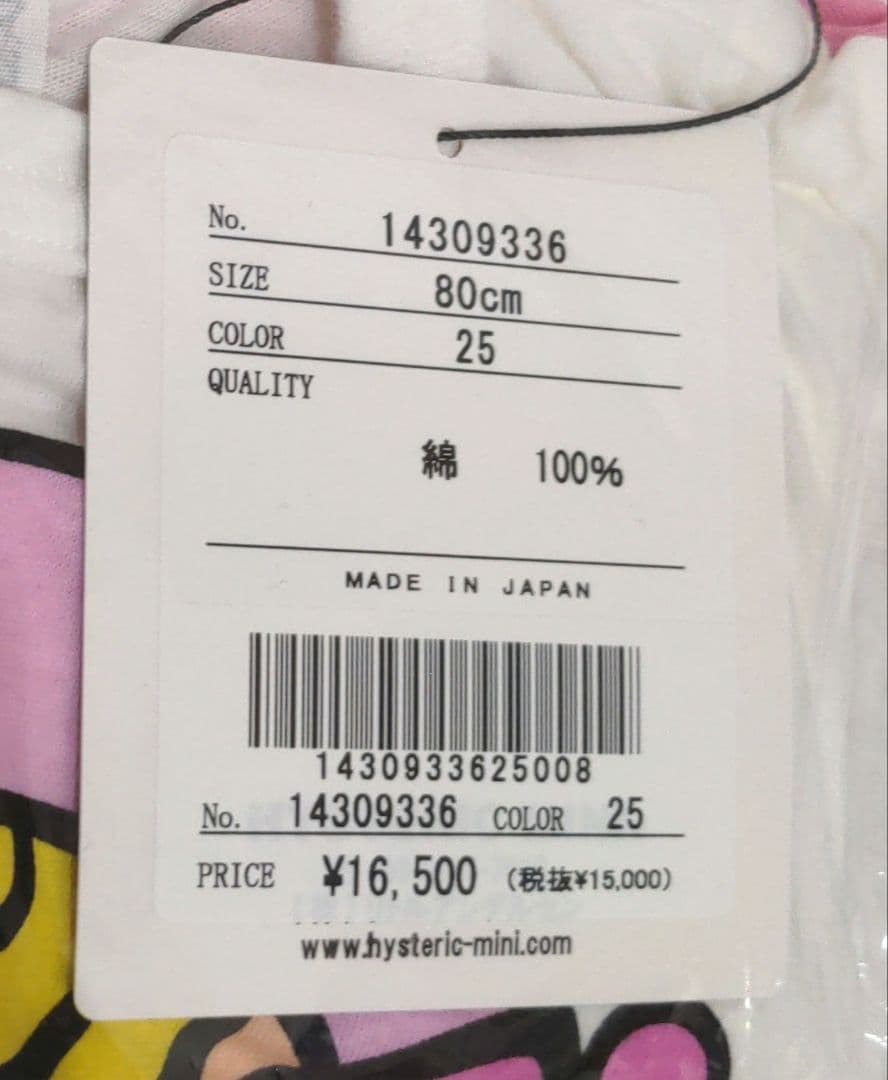 No. 14309336
SIZE 80cm
COLOR 25
QUALITY
綿 100%
MADE IN JAPAN
1430933625008
No. 14309336 COLOR 25
PRICE ¥16,500 (税抜¥15,000)
www.hysteric-mini.com